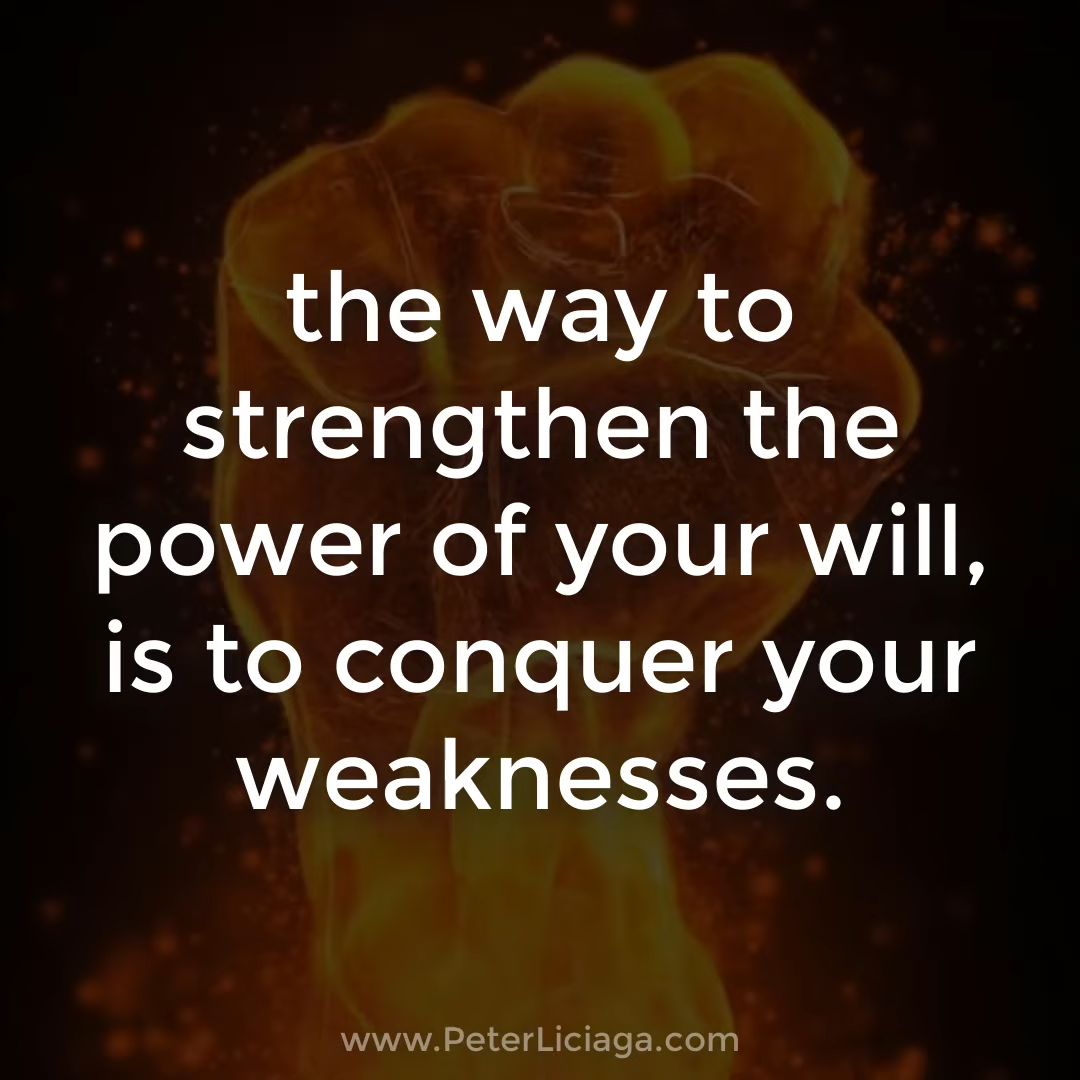 the way to
strengthen the
power of your will,
is to conquer your
weaknesses.
www.PeterLiciaga.com